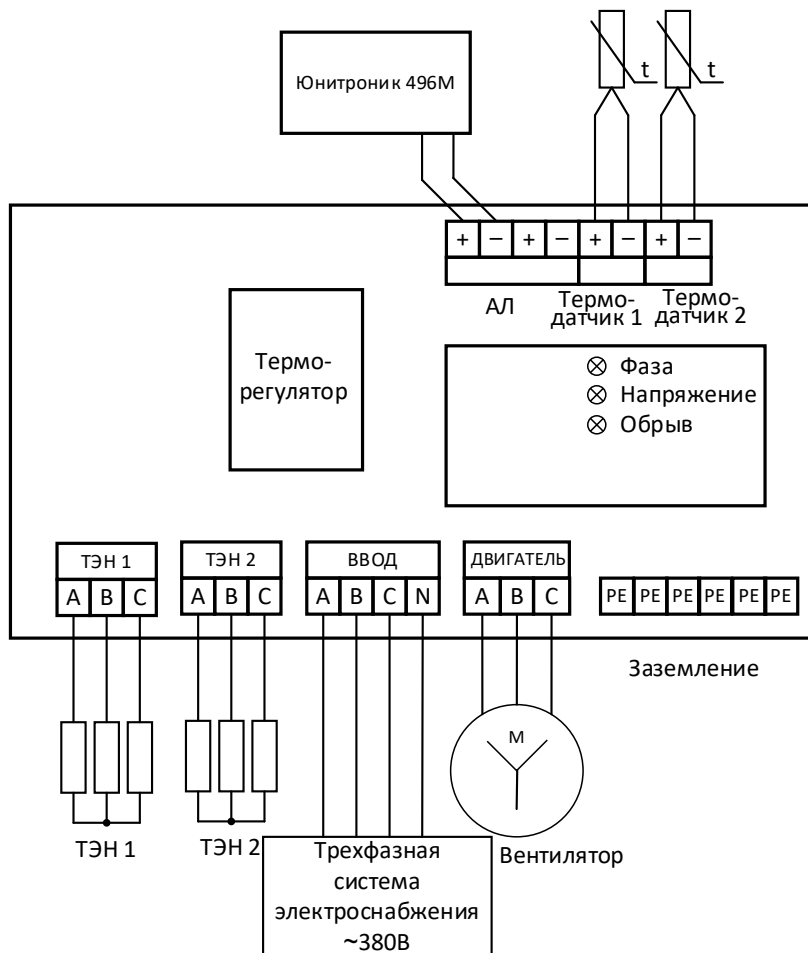 Юнитроник 496М
t
t
+ − + − + − + −
АЛ
Термо-
датчик 1
Термо-
датчик 2
Термо-
регулятор
Фаза
Напряжение
Обрыв
ТЭН 1
A B C
ТЭН 2
A B C
ВВОД
A B C N
ДВИГАТЕЛЬ
A B C
PE PE PE PE PE PE
Заземление
М
ТЭН 1
ТЭН 2
Вентилятор
Трехфазная
система
электроснабжения
~380В